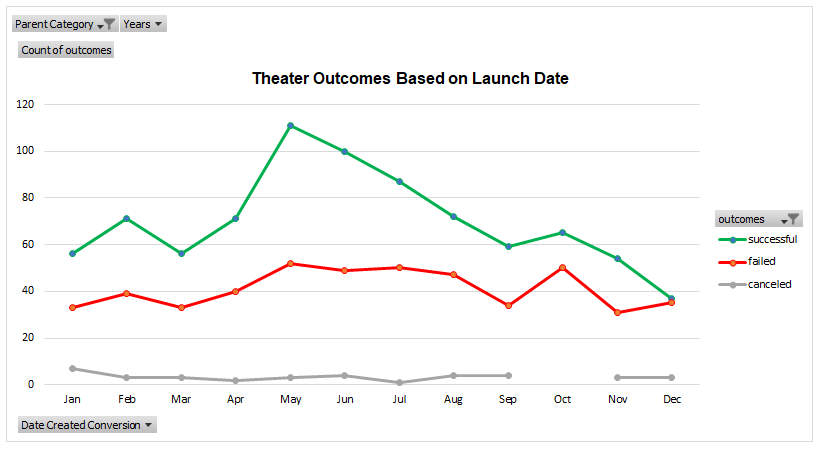 Parent Category Years
Count of outcomes
Theater Outcomes Based on Launch Date
120
100
80
60
40
20
0
Jan Feb Mar Apr May Jun Jul Aug Sep Oct Nov Dec
outcomes
successful
failed
canceled
Date Created Conversion